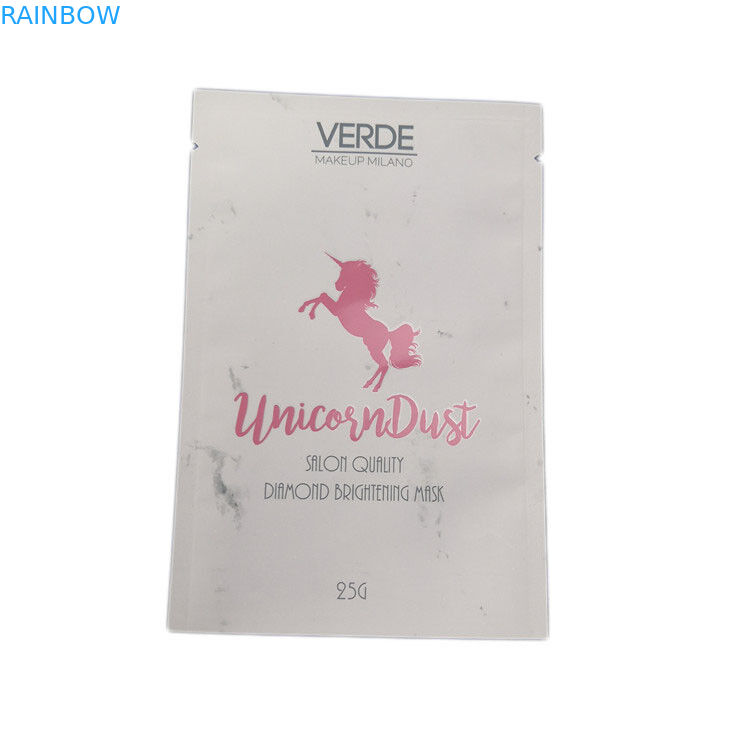 RAINBOW
VERDE
MAKEUP MILANO
UnicornDust
SALON QUALITY
DIAMOND BRIGHTENING MASK
25G